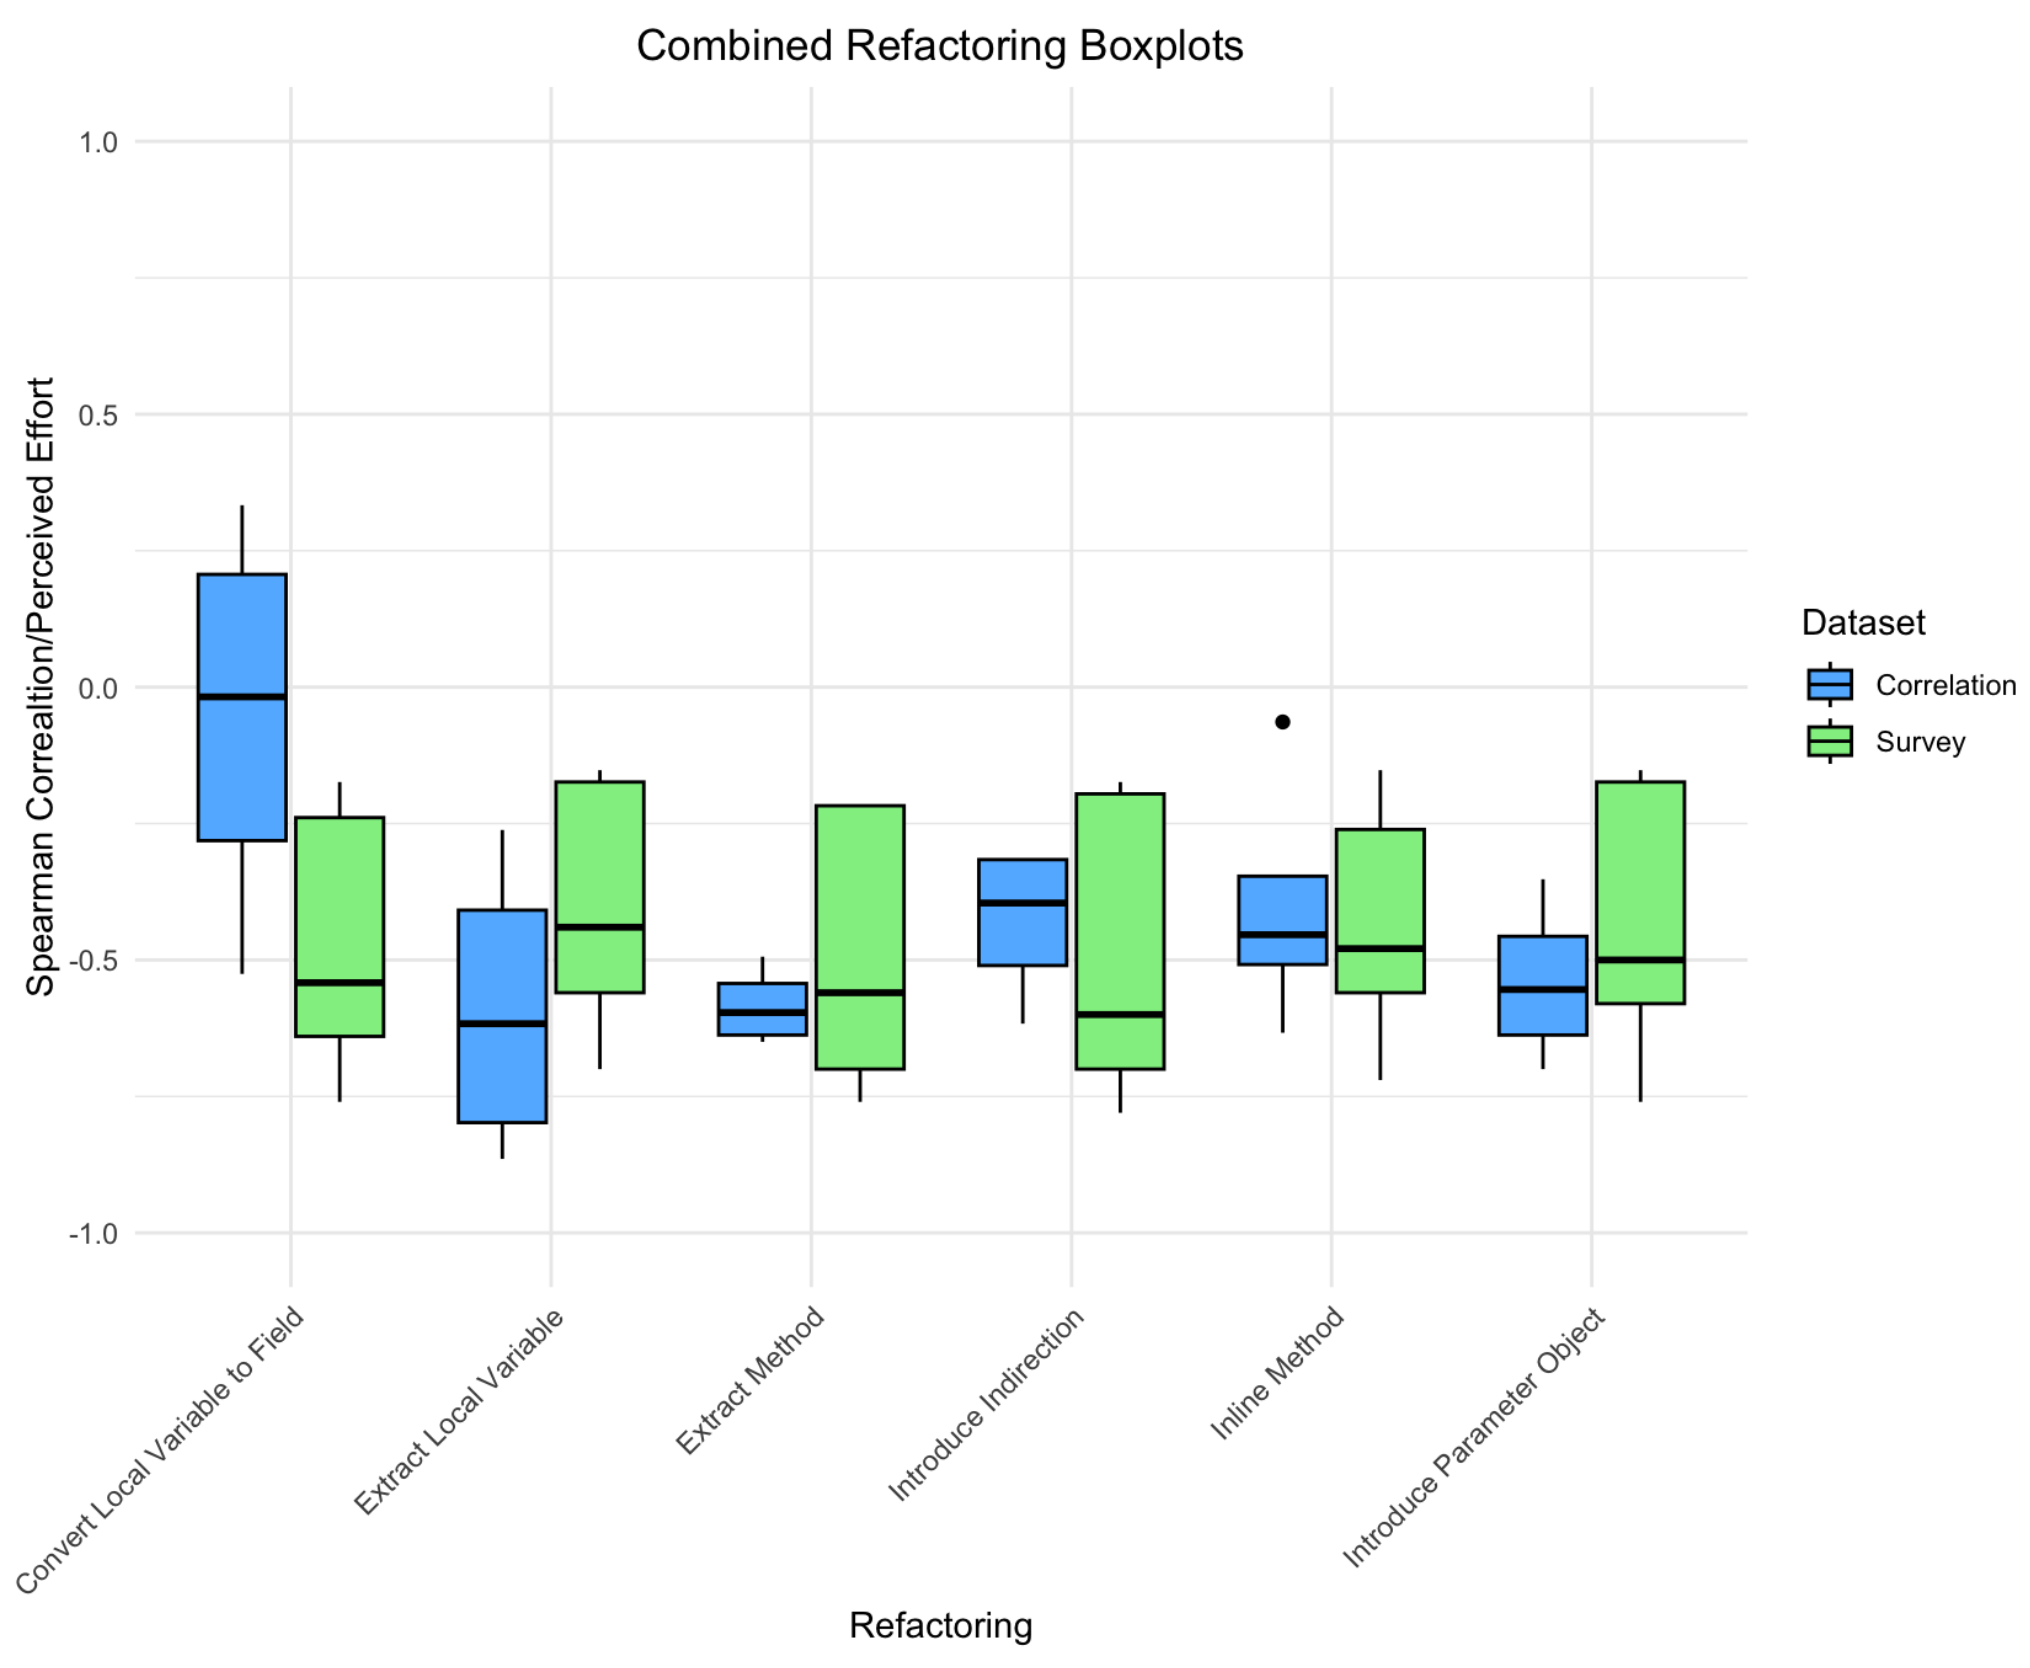 Combined Refactoring Boxplots
Spearman Correaltion/Perceived Effort
1.0
0.5
0.0
-0.5
-1.0
Convert Local Variable to Field
Extract Local Variable
Extract Method
Introduce Indirection
Inline Method
Introduce Parameter Object
Refactoring
Dataset
Correlation
Survey